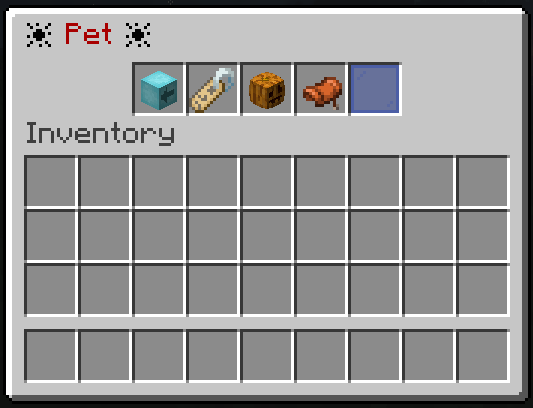 ☀ Pet ☀
Inventory